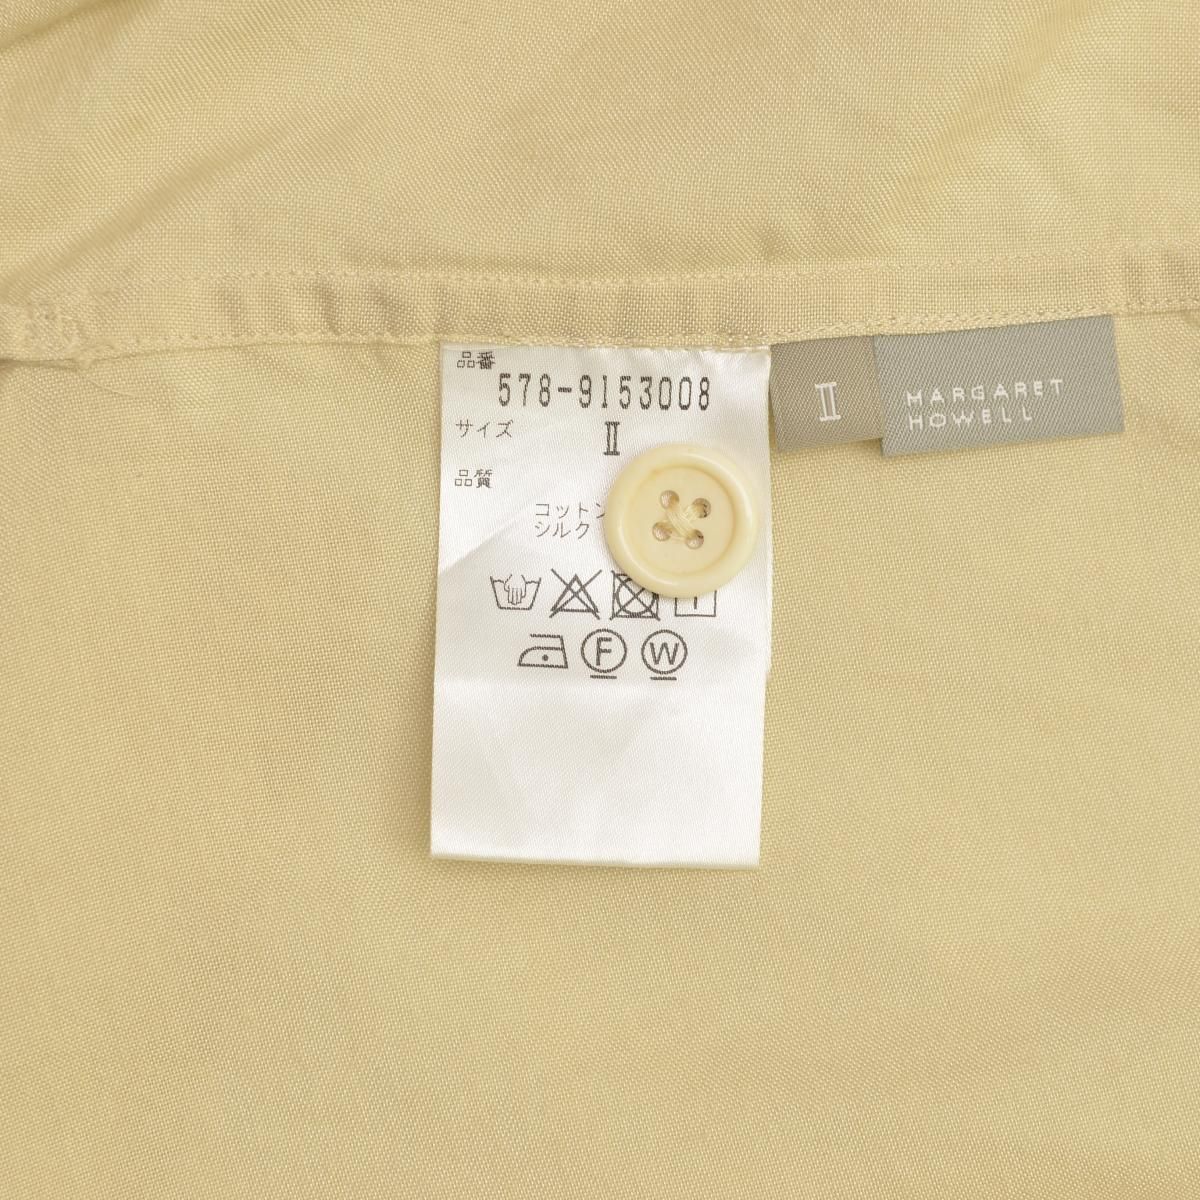 品番
578-9153008
サイズ
Ⅱ
品質
コットン
シルク
F W
Ⅱ
MARGARET
HOWELL